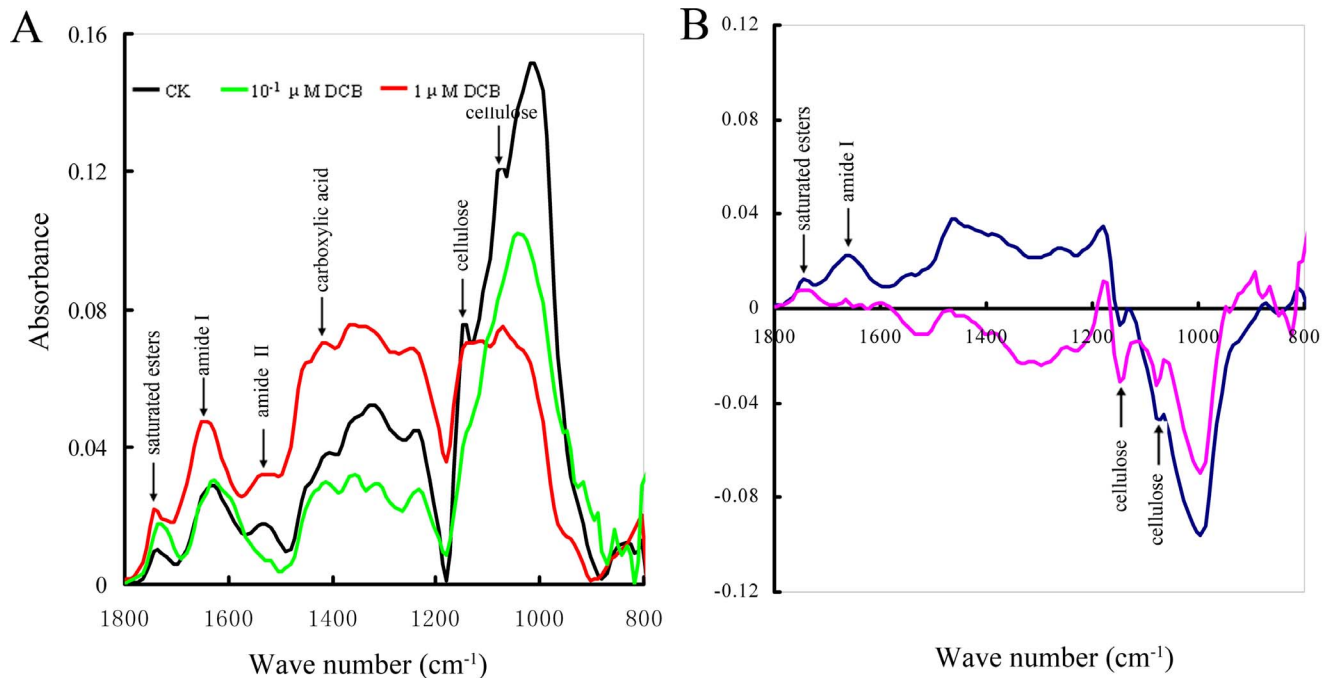 A
0.16
0.12
0.08
0.04
0
Absorbance
CK
10-1 μM DCB
1 μM DCB
saturated esters
amide I
amide II
carboxylic acid
cellulose
cellulose
1800 1600 1400 1200 1000 800
Wave number (cm-1)
B
0.12
0.08
0.04
0
-0.04
-0.08
-0.12
saturated esters
amide I
1800 1600 1400 1200 1000 800
cellulose
cellulose
Wave number (cm-1)